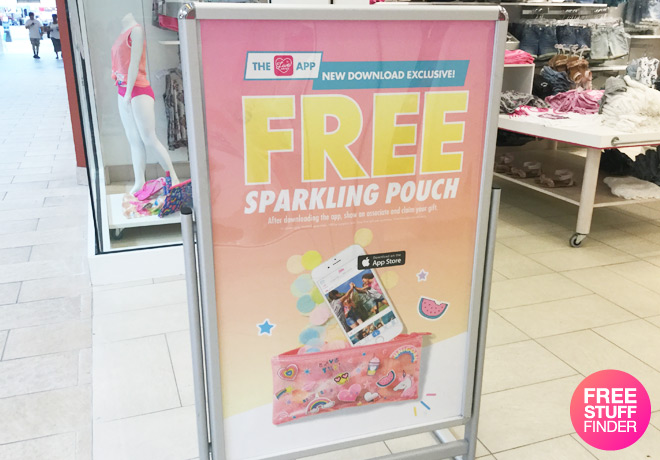 THE Love APP
NEW DOWNLOAD EXCLUSIVE!
FREE
SPARKLING POUCH
After downloading the app, show an associate and claim your gift.
Download on the
App Store
FREE
STUFF
FINDER